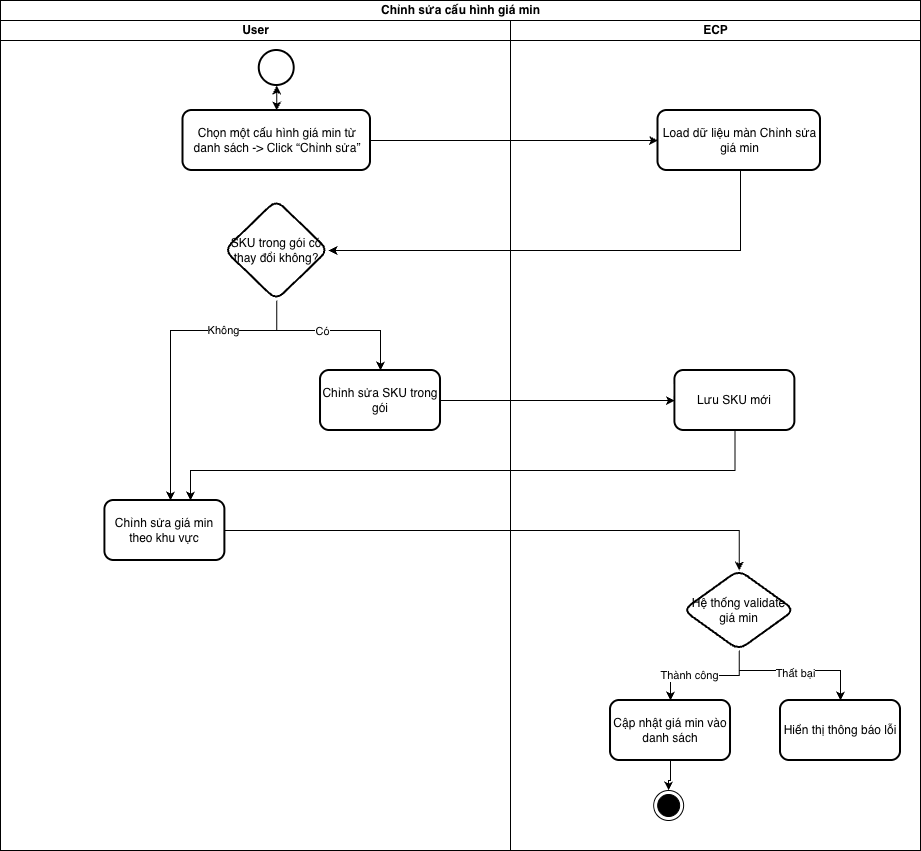 Chỉnh sửa cấu hình giá min
User
ECP
Chọn một cấu hình giá min từ
danh sách -> Click “Chỉnh sửa”
Load dữ liệu màn Chỉnh sửa
giá min
SKU trong gói có
thay đổi không?
Không
Có
Chỉnh sửa SKU trong
gói
Lưu SKU mới
Chỉnh sửa giá min
theo khu vực
Hệ thống validate
giá min
Thành công
Thất bại
Cập nhật giá min vào
danh sách
Hiển thị thông báo lỗi